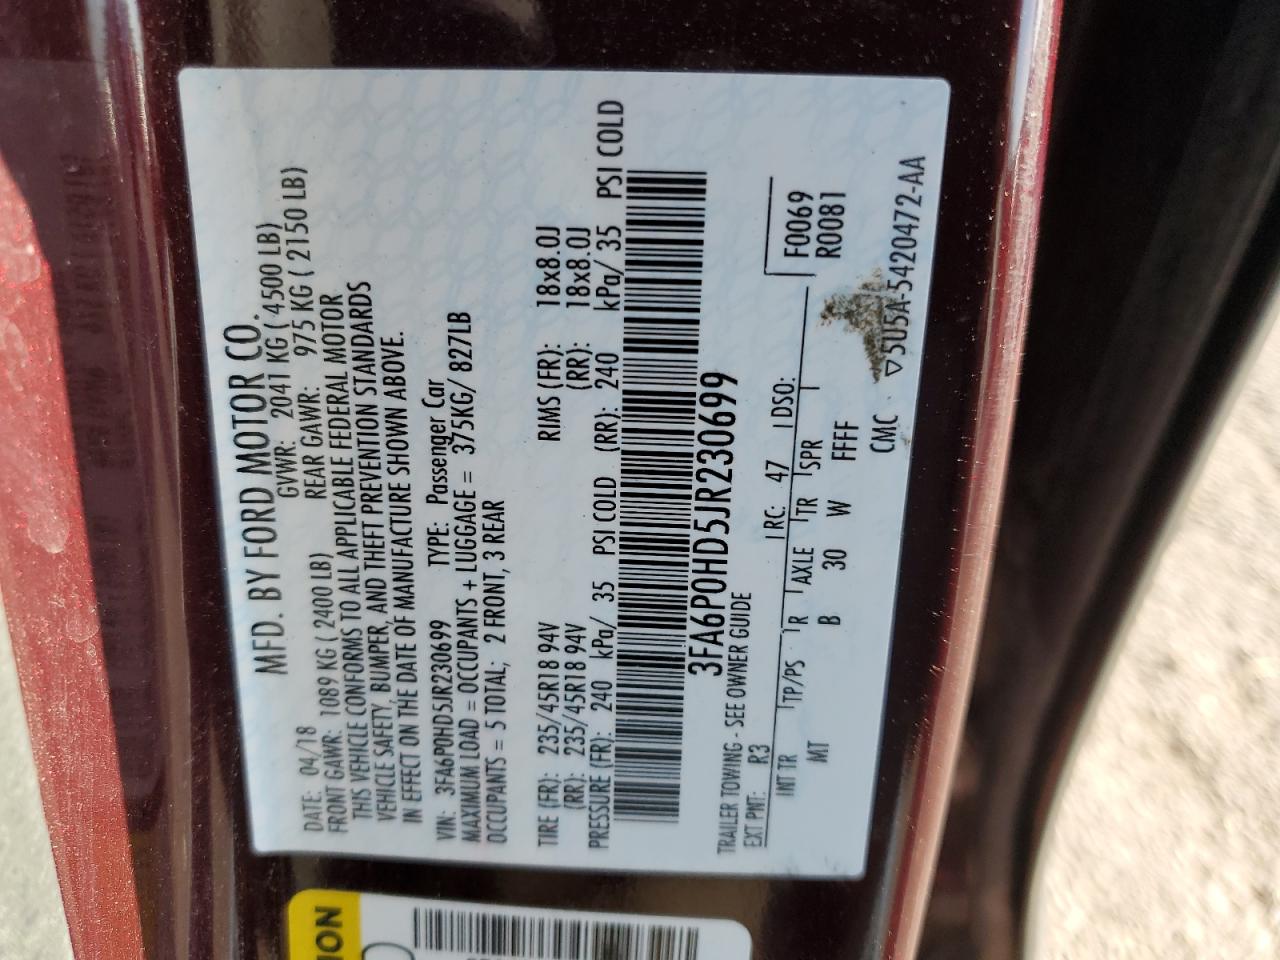 MFD. BY FORD MOTOR CO.
DATE: 04/18 GVWR: 2041 KG ( 4500 LB)
FRONT GAWR: 1089 KG ( 2400 LB) REAR GAWR: 975 KG ( 2150 LB)
THIS VEHICLE CONFORMS TO ALL APPLICABLE FEDERAL MOTOR
VEHICLE SAFETY, BUMPER, AND THEFT PREVENTION STANDARDS
IN EFFECT ON THE DATE OF MANUFACTURE SHOWN ABOVE.
VIN: 3FA6P0HD5JR230699 TYPE: Passenger Car
MAXIMUM LOAD = OCCUPANTS + LUGGAGE = 375KG/ 827LB
OCCUPANTS = 5 TOTAL; 2 FRONT, 3 REAR
TIRE (FR): 235/45R18 94V RIMS (FR): 18x8.0J
(RR): 235/45R18 94V (RR): 18x8.0J
PRESSURE (FR): 240 kPa/ 35 PSI COLD (RR): 240 kPa/ 35 PSI COLD
3FA6P0HD5JR230699
TRAILER TOWING - SEE OWNER GUIDE
EXT PNT: R3 RC: 47 DSO: F0069
INT TR TP/PS R AXLE TR SPR R0081
MT B 30 W FFFF
CMC ▽5U5A-5420472-AA
ION